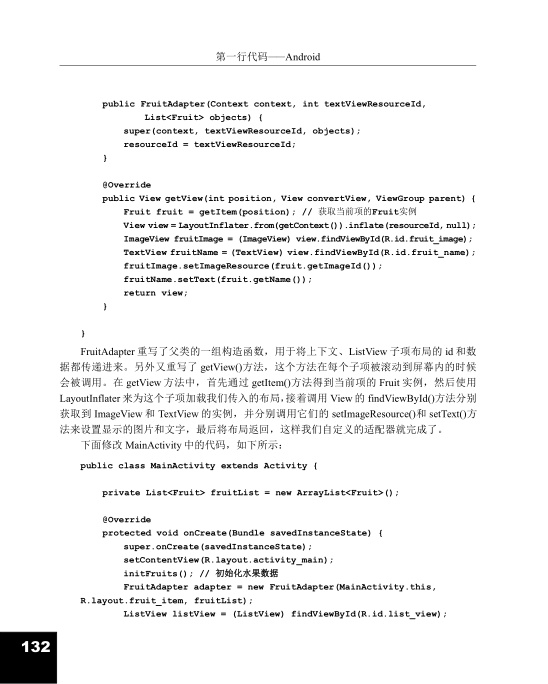 第一行代码——Android
public FruitAdapter(Context context, int textViewResourceId,
List<Fruit> objects) {
super(context, textViewResourceId, objects);
resourceId = textViewResourceId;
}
@Override
public View getView(int position, View convertView, ViewGroup parent) {
Fruit fruit = getItem(position); // 获取当前项的Fruit实例
View view = LayoutInflater.from(getContext()).inflate(resourceId, null);
ImageView fruitImage = (ImageView) view.findViewById(R.id.fruit_image);
TextView fruitName = (TextView) view.findViewById(R.id.fruit_name);
fruitImage.setImageResource(fruit.getImageId());
fruitName.setText(fruit.getName());
return view;
}
}
FruitAdapter 重写了父类的一组构造函数，用于将上下文、ListView 子项布局的 id 和数
据都传递进来。另外又重写了 getView()方法，这个方法在每个子项被滚动到屏幕内的时候
会被调用。在 getView 方法中，首先通过 getItem()方法得到当前项的 Fruit 实例，然后使用
LayoutInflater 来为这个子项加载我们传入的布局，接着调用 View 的 findViewById()方法分别
获取到 ImageView 和 TextView 的实例，并分别调用它们的 setImageResource()和 setText()方
法来设置显示的图片和文字，最后将布局返回，这样我们自定义的适配器就完成了。
下面修改 MainActivity 中的代码，如下所示：
public class MainActivity extends Activity {
private List<Fruit> fruitList = new ArrayList<Fruit>();
@Override
protected void onCreate(Bundle savedInstanceState) {
super.onCreate(savedInstanceState);
setContentView(R.layout.activity_main);
initFruits(); // 初始化水果数据
FruitAdapter adapter = new FruitAdapter(MainActivity.this,
R.layout.fruit_item, fruitList);
ListView listView = (ListView) findViewById(R.id.list_view);
132